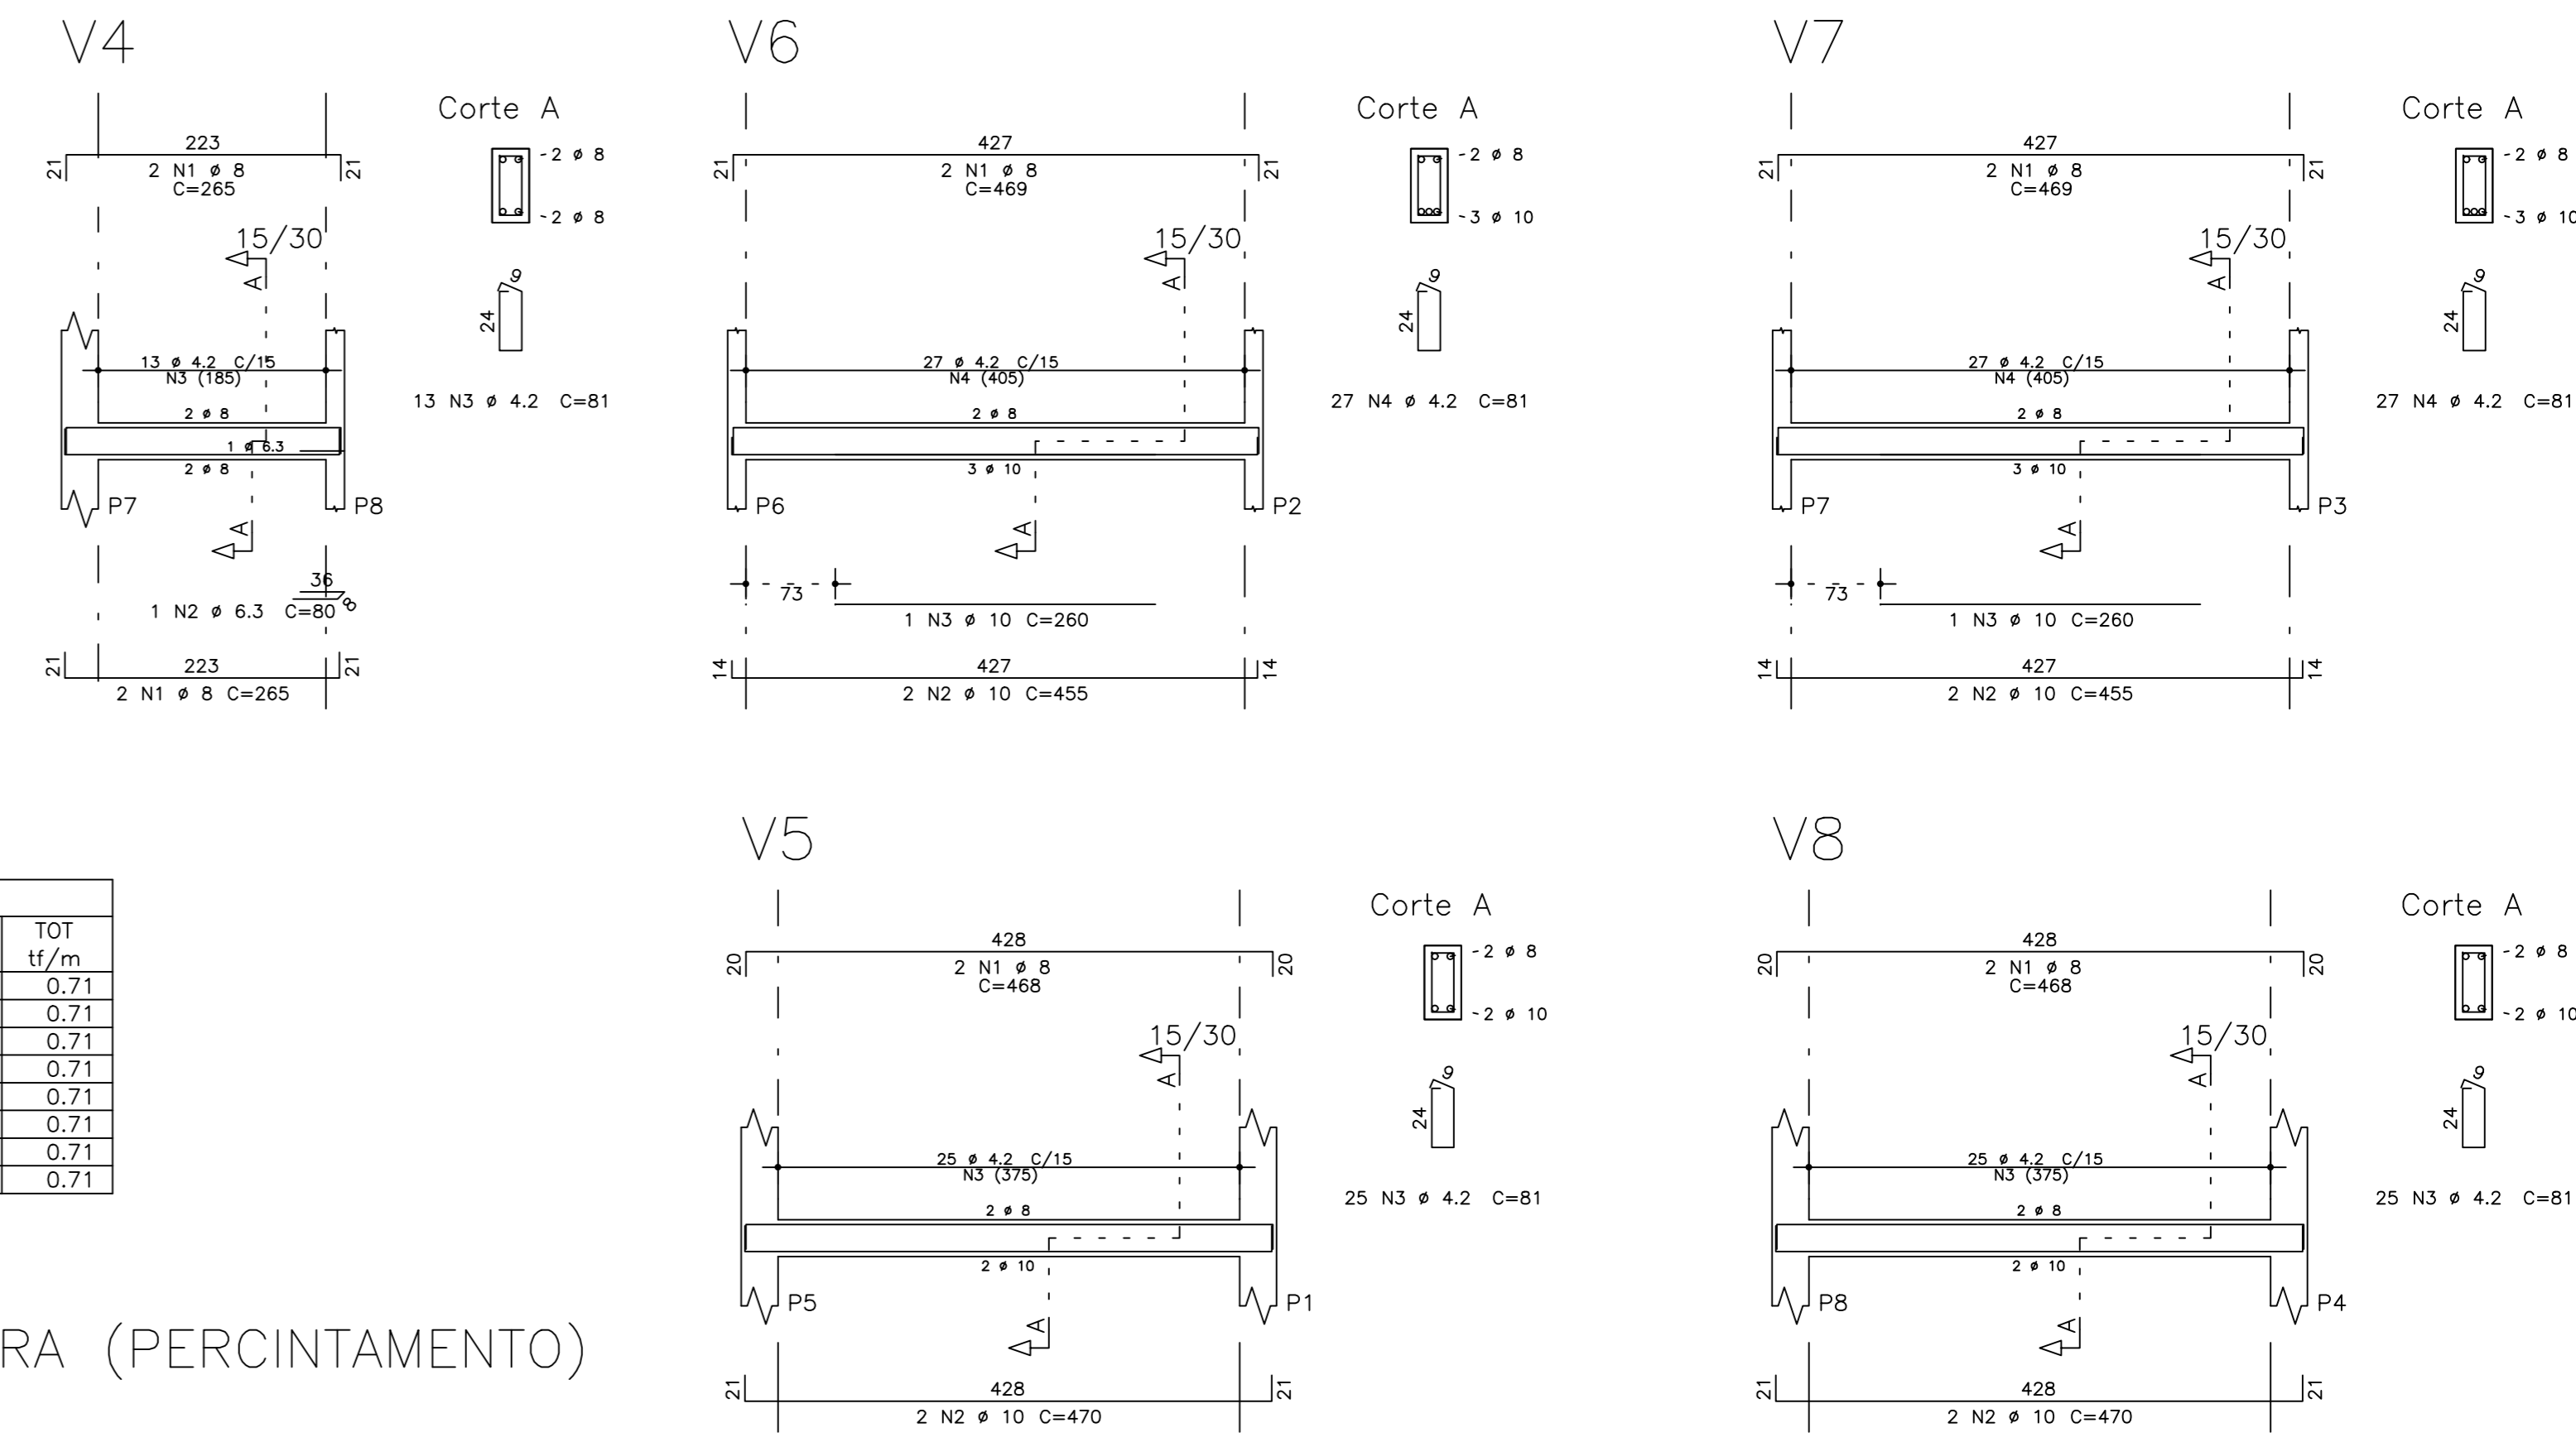 V4
Corte A
223
21
21
2 N1 ø 8
C=265
-2 ø 8
-2 ø 8
15/30
A
9
24
13 ø 4.2 C/15
N3 (185)
13 N3 ø 4.2 C=81
2 ø 8
1 ø 6.3
2 ø 8
P7
P8
A
36
8
1 N2 ø 6.3 C=80
223
21
21
2 N1 ø 8 C=265
V6
Corte A
427
21
21
2 N1 ø 8
C=469
-2 ø 8
-3 ø 10
15/30
A
9
24
27 ø 4.2 C/15
N4 (405)
27 N4 ø 4.2 C=81
2 ø 8
3 ø 10
P6
P2
A
73
1 N3 ø 10 C=260
427
14
14
2 N2 ø 10 C=455
V7
Corte A
427
21
21
2 N1 ø 8
C=469
-2 ø 8
-3 ø 10
15/30
A
9
24
27 ø 4.2 C/15
N4 (405)
27 N4 ø 4.2 C=81
2 ø 8
3 ø 10
P7
P3
A
73
1 N3 ø 10 C=260
427
14
14
2 N2 ø 10 C=455
TOT
tf/m
0.71
0.71
0.71
0.71
0.71
0.71
0.71
0.71
RA (PERCINTAMENTO)
V5
Corte A
428
20
20
2 N1 ø 8
C=468
-2 ø 8
-2 ø 10
15/30
A
9
24
25 ø 4.2 C/15
N3 (375)
25 N3 ø 4.2 C=81
2 ø 8
2 ø 10
P5
P1
A
428
21
21
2 N2 ø 10 C=470
V8
Corte A
428
20
20
2 N1 ø 8
C=468
-2 ø 8
-2 ø 10
15/30
A
9
24
25 ø 4.2 C/15
N3 (375)
25 N3 ø 4.2 C=81
2 ø 8
2 ø 10
P8
P4
A
428
21
21
2 N2 ø 10 C=470